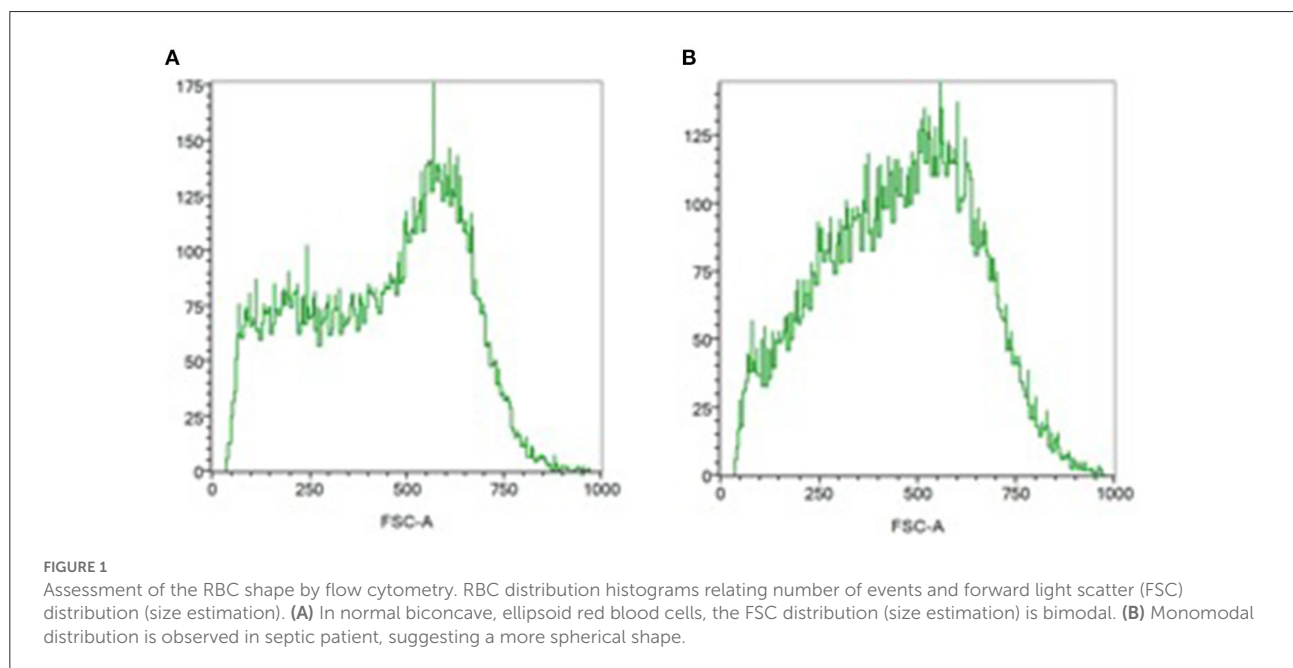 A
B
175
150
125
100
75
50
25
0
0 250 500 750 1000
FSC-A
125
100
75
50
25
0
0 250 500 750 1000
FSC-A
FIGURE 1
Assessment of the RBC shape by flow cytometry. RBC distribution histograms relating number of events and forward light scatter (FSC)
distribution (size estimation). (A) In normal biconcave, ellipsoid red blood cells, the FSC distribution (size estimation) is bimodal. (B) Monomodal
distribution is observed in septic patient, suggesting a more spherical shape.